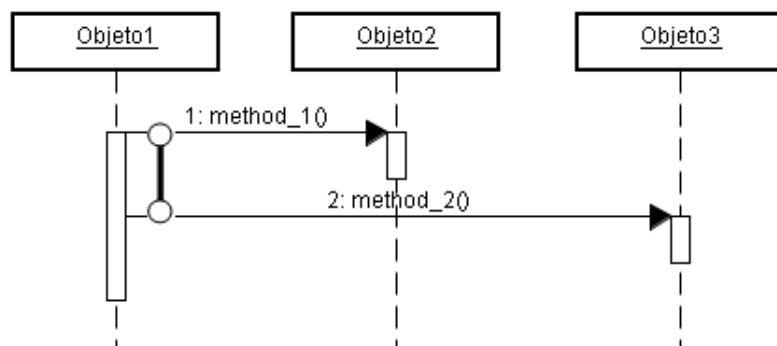 Objeto1
Objeto2
Objeto3
1: method_1()
2: method_2()